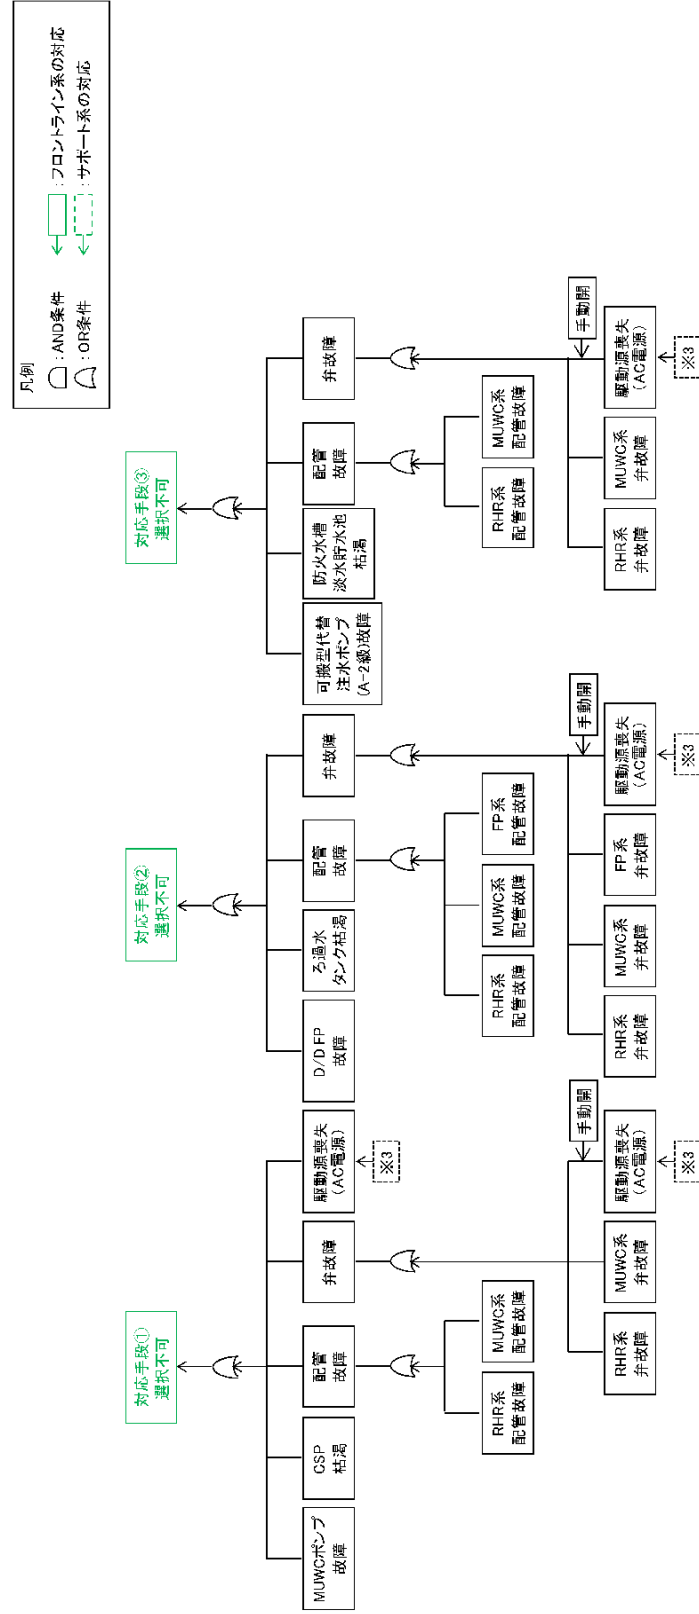 凡例
：AND条件
：OR条件
：フロントライン系の対応
：サポート系の対応
対応手段①
選択不可
MUWCポンプ
故障
CSP
枯渇
配管
故障
弁故障
駆動源喪失
（AC電源）
※3
RHR系
配管故障
MUWC系
配管故障
手動開
RHR系
弁故障
MUWC系
弁故障
駆動源喪失
（AC電源）
※3
対応手段②
選択不可
D/D FP
故障
ろ過水
タンク枯渇
配管
故障
弁故障
RHR系
配管故障
MUWC系
配管故障
FP系
配管故障
手動開
RHR系
弁故障
MUWC系
弁故障
FP系
弁故障
駆動源喪失
（AC電源）
※3
対応手段③
選択不可
可搬型代替
注水ポンプ
(A-2級)故障
防火水槽
淡水貯水池
枯渇
配管
故障
弁故障
RHR系
配管故障
MUWC系
配管故障
手動開
RHR系
弁故障
MUWC系
弁故障
駆動源喪失
（AC電源）
※3